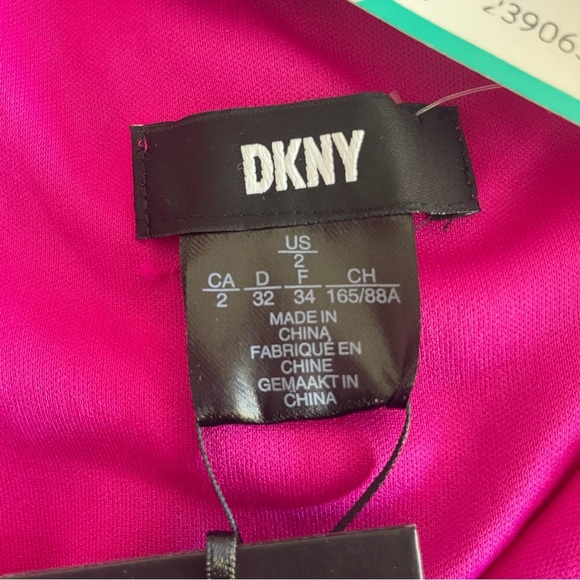 23906
DKNY
US
2
CA D F CH
2 32 34 165/88A
MADE IN
CHINA
FABRIQUÉ EN
CHINE
GEMAAKT IN
CHINA